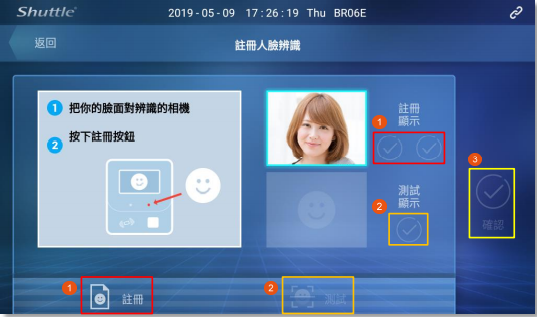 Shuttle
2019-05-09 17:26:19 Thu BR06E
返回
註冊人臉辨識
1 把你的臉面對辨識的相機
2 按下註冊按鈕
註冊
顯示
1
測試
顯示
2
3
確認
1 註冊
2 測試